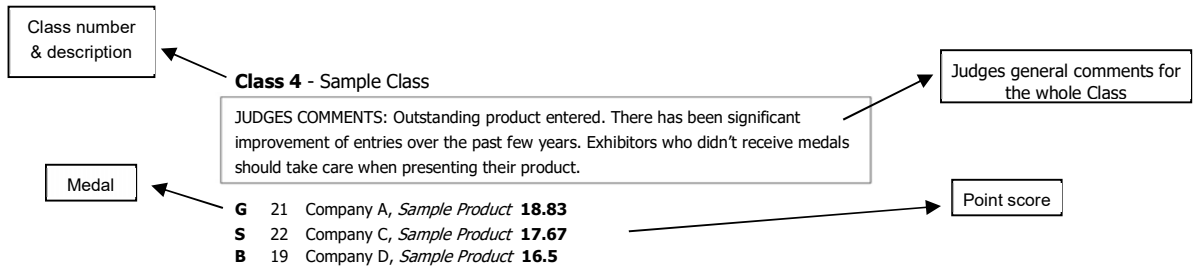 Class number
& description
Class 4 - Sample Class
Judges general comments for
the whole Class
JUDGES COMMENTS: Outstanding product entered. There has been significant
improvement of entries over the past few years. Exhibitors who didn't receive medals
should take care when presenting their product.
Medal
Point score
G 21 Company A, Sample Product 18.83
S 22 Company C, Sample Product 17.67
B 19 Company D, Sample Product 16.5